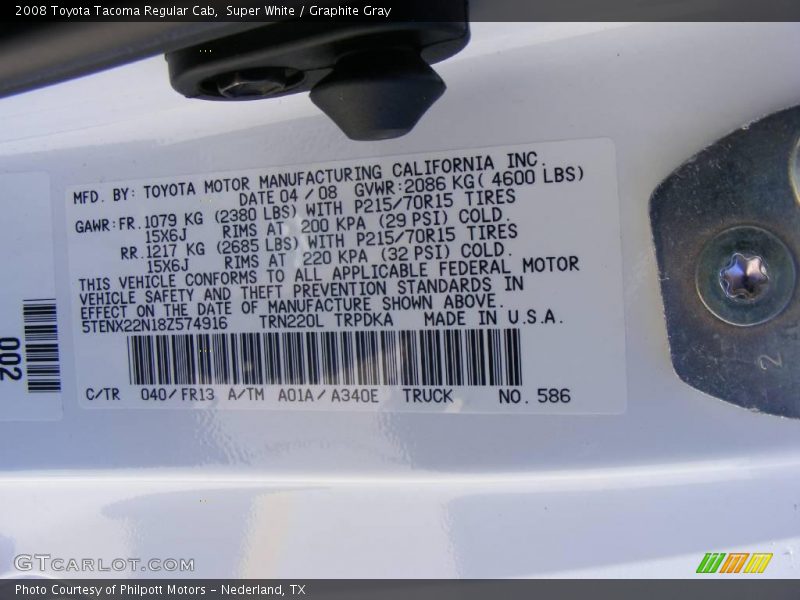 2008 Toyota Tacoma Regular Cab,  Super White / Graphite Gray
MFD. BY: TOYOTA MOTOR MANUFACTURING CALIFORNIA INC.
DATE 04 / 08  GVWR:2086 KG( 4600 LBS)
GAWR:FR.1079 KG (2380 LBS) WITH P215/70R15 TIRES
15X6J RIMS AT 200 KPA (29 PSI) COLD.
RR.1217 KG (2685 LBS) WITH P215/70R15 TIRES
15X6J RIMS AT 220 KPA (32 PSI) COLD.
THIS VEHICLE CONFORMS TO ALL APPLICABLE FEDERAL MOTOR
VEHICLE SAFETY AND THEFT PREVENTION STANDARDS IN
EFFECT ON THE DATE OF MANUFACTURE SHOWN ABOVE.
5TENX22N18Z574916 TRN220L TRPDKA MADE IN U.S.A.
C/TR 040/FR13 A/TM A01A/A340E TRUCK NO. 586
002
2
GTCARLOT.COM
Photo Courtesy of Philpott Motors - Nederland, TX